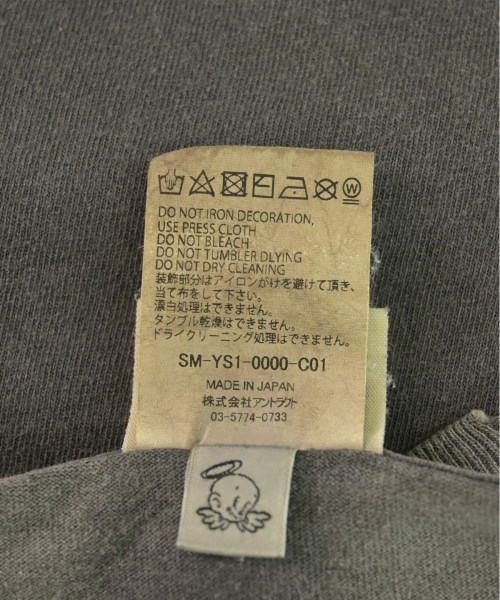 W
DO NOT IRON DECORATION,
USE PRESS CLOTH
DO NOT BLEACH
DO NOT TUMBLER DLYING
DO NOT DRY CLEANING
装飾部分はアイロンがけを避けて頂き、
当て布をして下さい。
漂白処理はできません。
タンブル乾燥はできません。
ドライクリーニング処理はできません。
SM-YS1-0000-C01
MADE IN JAPAN
株式会社アントラクト
03-5774-0733